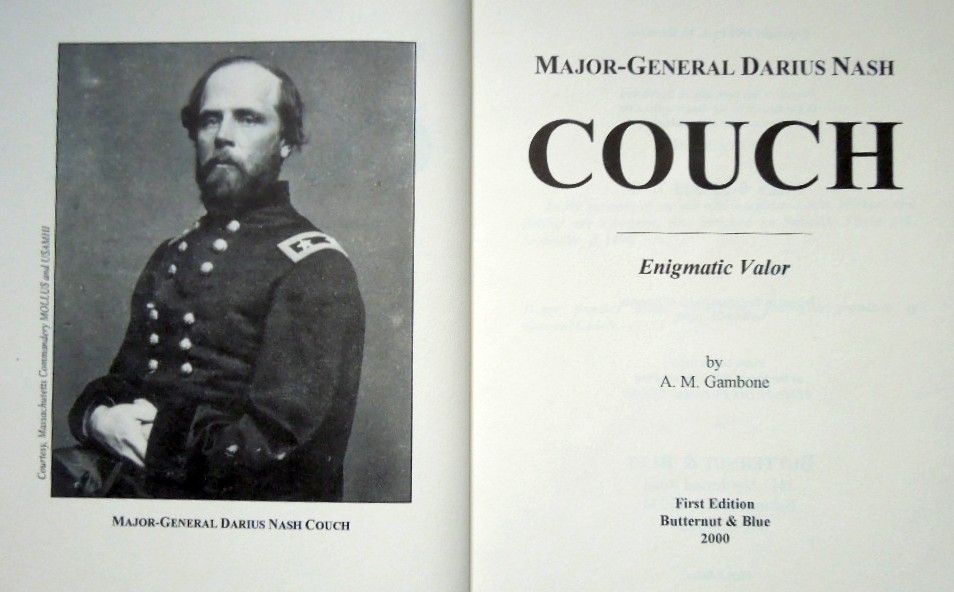 Courtesy, Massachusetts Commandery MOLLUS and USAMHI
MAJOR-GENERAL DARIUS NASH COUCH
MAJOR-GENERAL DARIUS NASH
COUCH
Enigmatic Valor
by
A. M. Gambone
First Edition
Butternut & Blue
2000